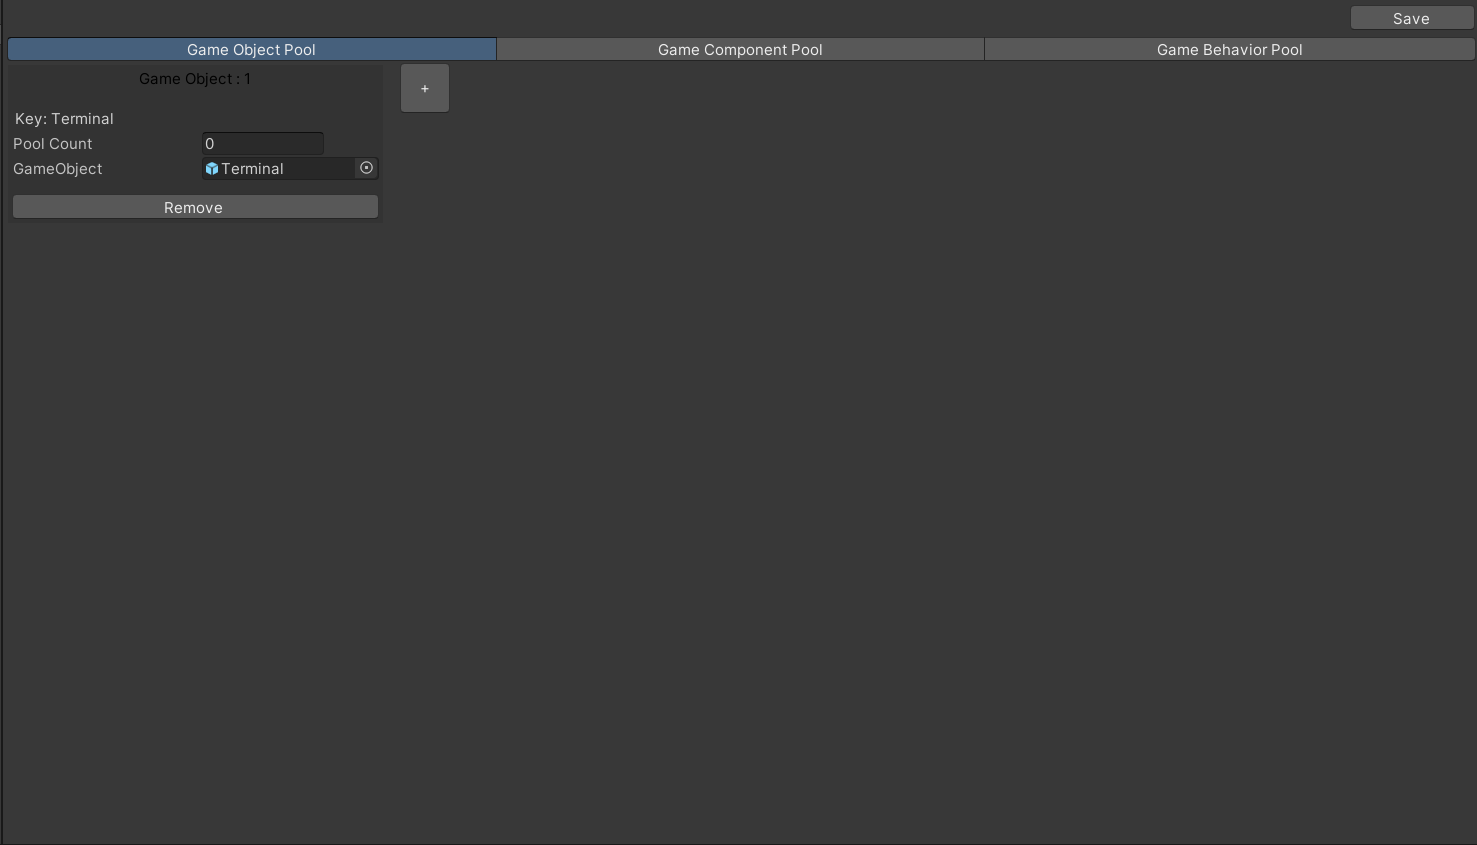 Save
Game Object Pool
Game Component Pool
Game Behavior Pool
Game Object : 1
+
Key: Terminal
Pool Count
0
GameObject
Terminal
Remove